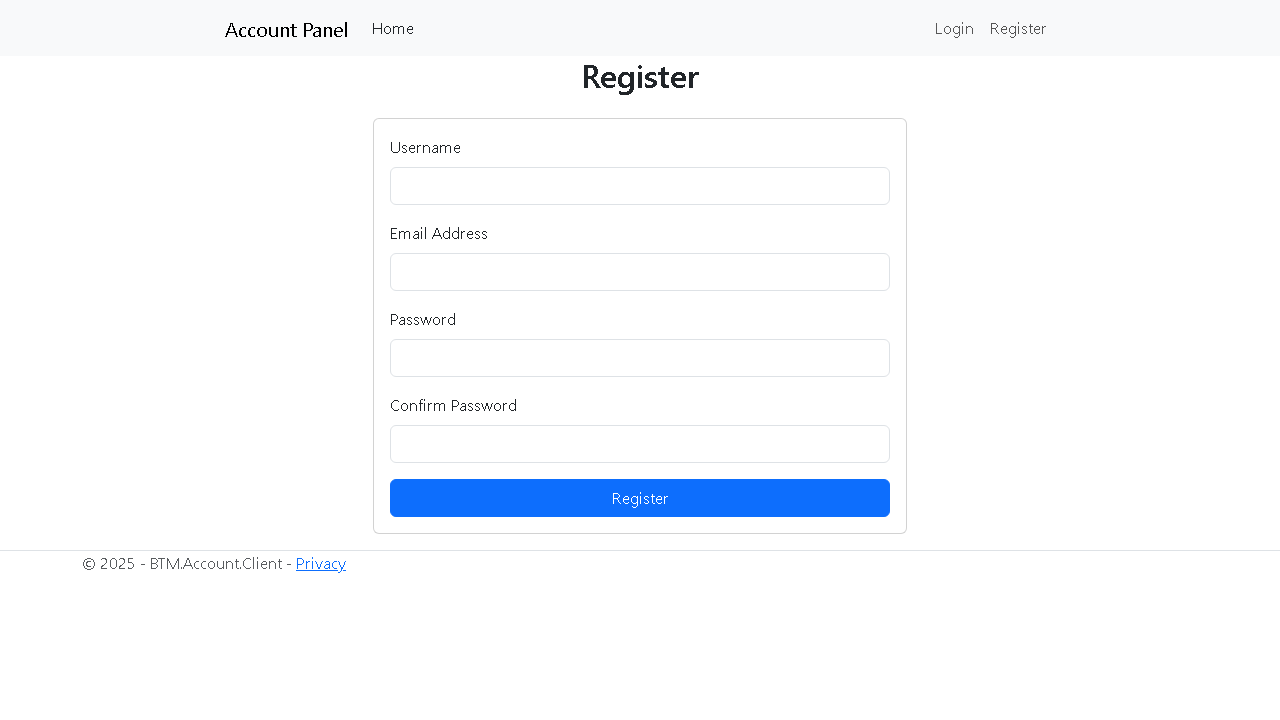 Account Panel Home Login Register
Register
Username
Email Address
Password
Confirm Password
Register
© 2025 - BTM.Account.Client - Privacy